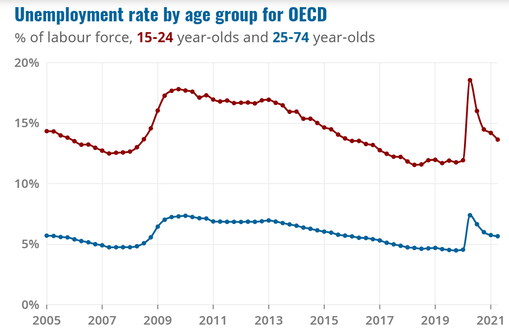 Unemployment rate by age group for OECD
% of labour force, 15-24 year-olds and 25-74 year-olds
20%
15%
10%
5%
0%
2005 2007 2009 2011 2013 2015 2017 2019 2021